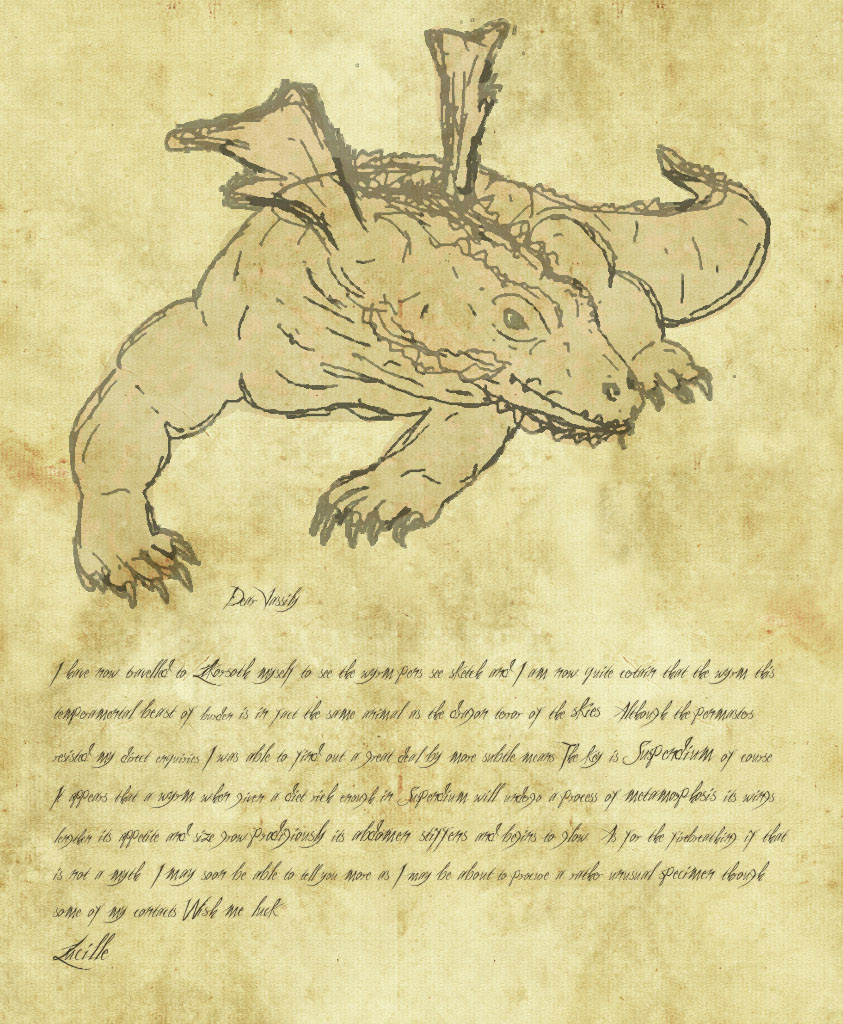 Dear Vassily
I have now travelled to Zikorsoth myself to see the wyrm pens see sketch and I am now quite certain that the wyrm this
temperamental beast of burden is in fact the same animal as the dragon terror of the skies Although the penmasters
resisted my direct enquiries I was able to find out a great deal by more subtle means The key is Suspendium of course
It appears that a wyrm when given a diet rich enough in Suspendium will undergo a process of metamorphosis its wings
lengthen its appetite and size grow prodigiously its abdomen stiffens and begins to glow As for the firebreathing if that
is not a myth I may soon be able to tell you more as I may be about to procure a rather unusual specimen though
some of my contacts Wish me luck
Lucille